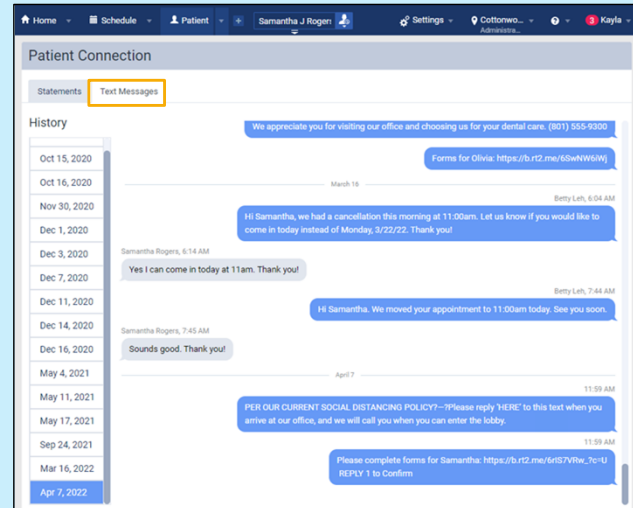 Home Schedule Patient + Samantha J Rogers Settings Cottonwo... ? 3 Kayla
Administra...
Patient Connection
Statements Text Messages
History
Oct 15, 2020
Oct 16, 2020
Nov 30, 2020
Dec 1, 2020
Dec 3, 2020
Dec 7, 2020
Dec 11, 2020
Dec 14, 2020
Dec 16, 2020
May 4, 2021
May 11, 2021
May 17, 2021
Sep 24, 2021
Mar 16, 2022
Apr 7, 2022
We appreciate you for visiting our office and choosing us for your dental care. (801) 555-9300
Forms for Olivia: https://b.rt2.me/6SwNW6iWj
March 16
Betty Leh, 6:04 AM
Hi Samantha, we had a cancellation this morning at 11:00am. Let us know if you would like to
come in today instead of Monday, 3/22/22. Thank you!
Samantha Rogers, 6:14 AM
Yes I can come in today at 11am. Thank you!
Betty Leh, 7:44 AM
Hi Samantha. We moved your appointment to 11:00am today. See you soon.
Samantha Rogers, 7:45 AM
Sounds good. Thank you!
April 7
11:59 AM
PER OUR CURRENT SOCIAL DISTANCING POLICY?—?Please reply 'HERE' to this text when you
arrive at our office, and we will call you when you can enter the lobby.
11:59 AM
Please complete forms for Samantha: https://b.rt2.me/6rIS7VRw_?c=U
REPLY 1 to Confirm